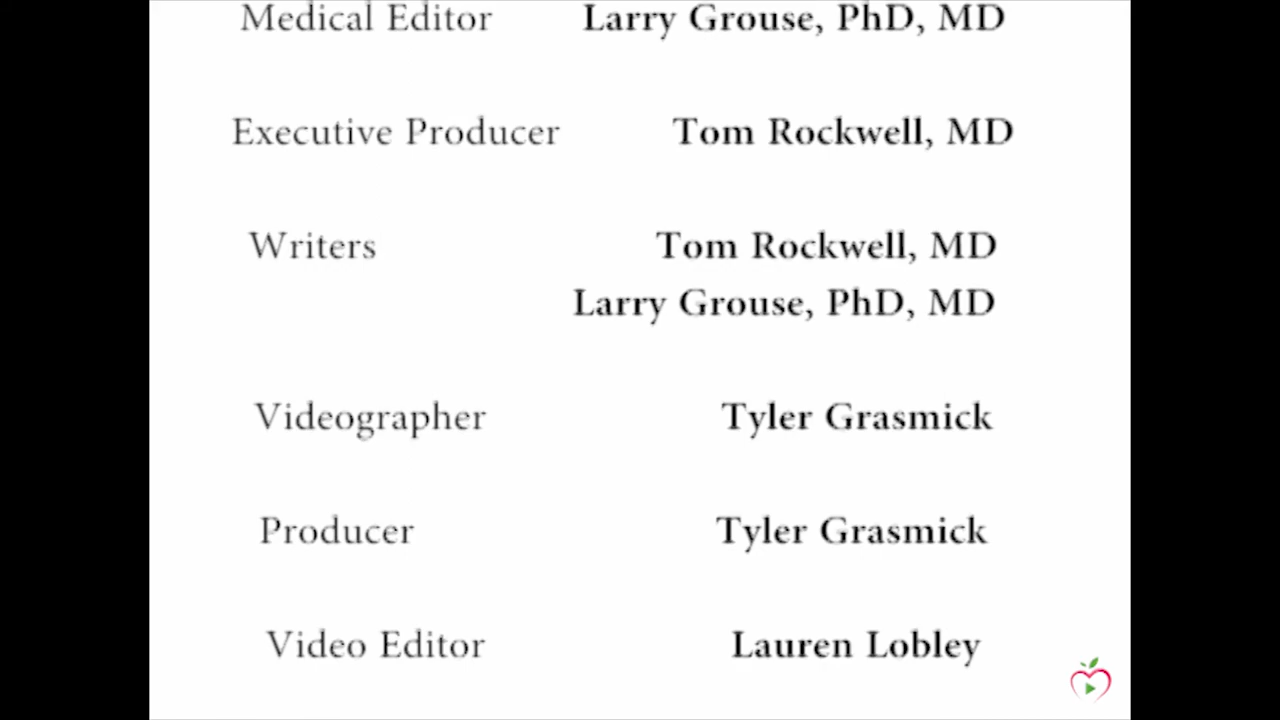 Medical Editor Larry Grouse, PhD, MD
Executive Producer Tom Rockwell, MD
Writers Tom Rockwell, MD
Larry Grouse, PhD, MD
Videographer Tyler Grasmick
Producer Tyler Grasmick
Video Editor Lauren Lobley